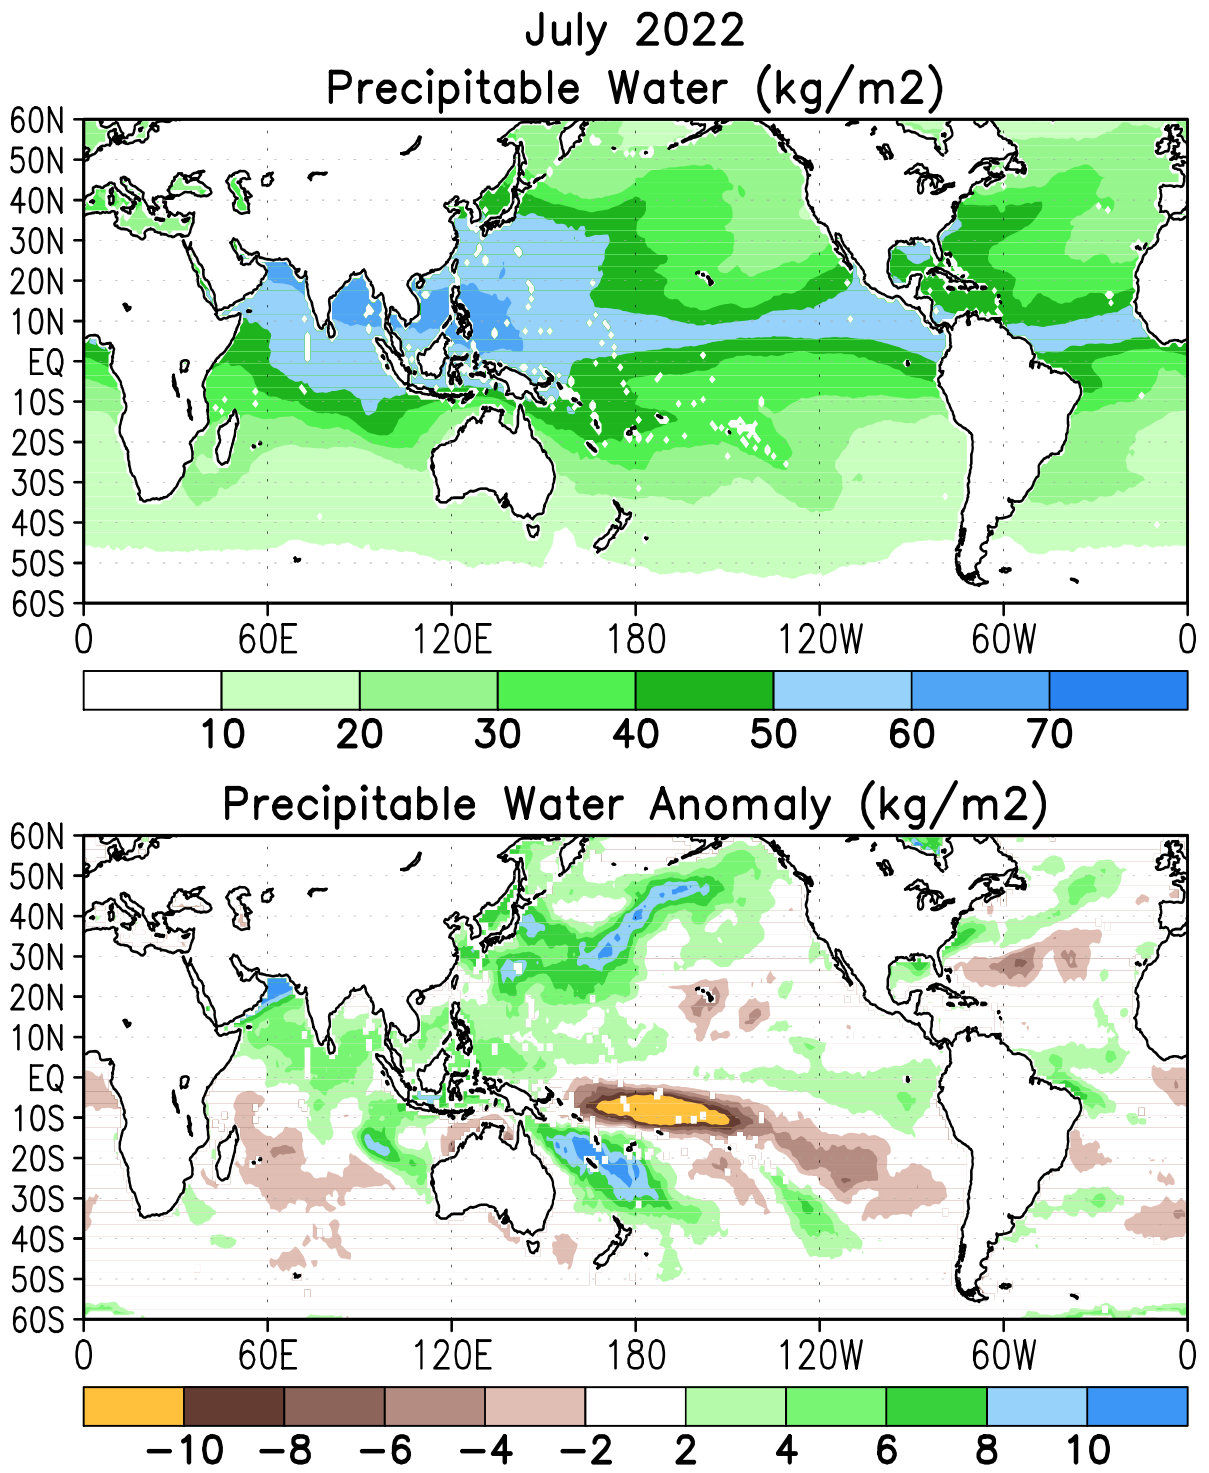 July 2022
Precipitable Water (kg/m2)
60N
50N
40N
30N
20N
10N
EQ
10S
20S
30S
40S
50S
60S
0 60E 120E 180 120W 60W 0
10 20 30 40 50 60 70
Precipitable Water Anomaly (kg/m2)
60N
50N
40N
30N
20N
10N
EQ
10S
20S
30S
40S
50S
60S
0 60E 120E 180 120W 60W 0
−10 −8 −6 −4 −2 2 4 6 8 10